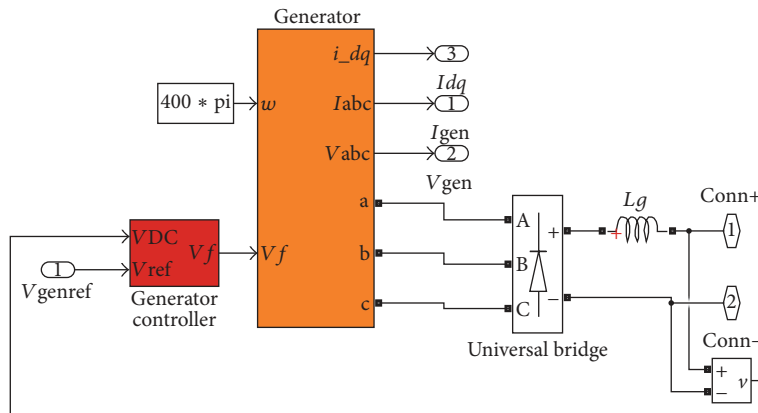 Generator
i_dq
3
Idq
400 * pi
w
Iabc
1
Igen
Vabc
2
Vgen
a
A
Lg
Conn+
+
1
VDC
Vf
Vf
b
B
1
Vref
Vgenref
Generator
controller
c
C
−
2
Universal bridge
Conn−
+
v
−